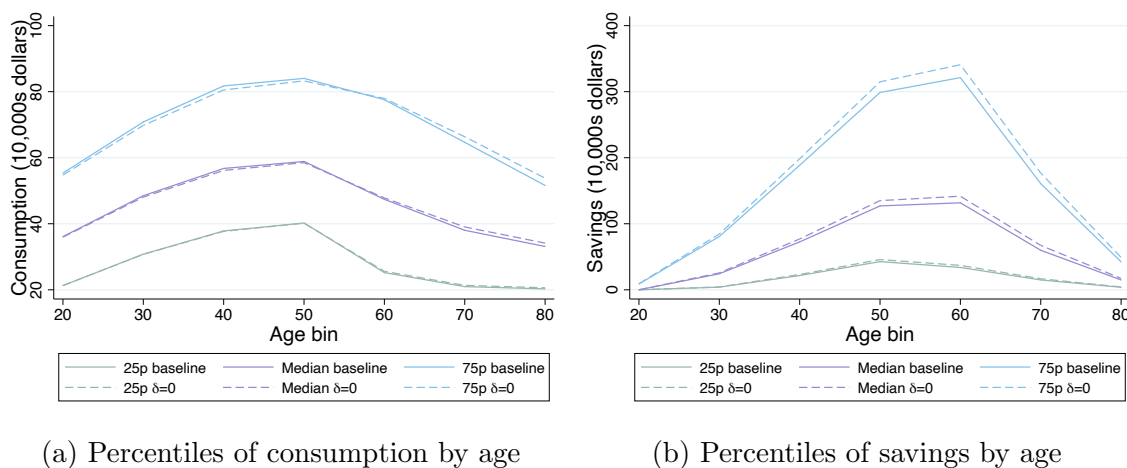 Consumption (10,000s dollars)
100
80
60
40
20
20 30 40 50 60 70 80
Age bin
25p baseline Median baseline 75p baseline
25p δ=0 Median δ=0 75p δ=0
(a) Percentiles of consumption by age
Savings (10,000s dollars)
400
300
200
100
0
20 30 40 50 60 70 80
Age bin
25p baseline Median baseline 75p baseline
25p δ=0 Median δ=0 75p δ=0
(b) Percentiles of savings by age